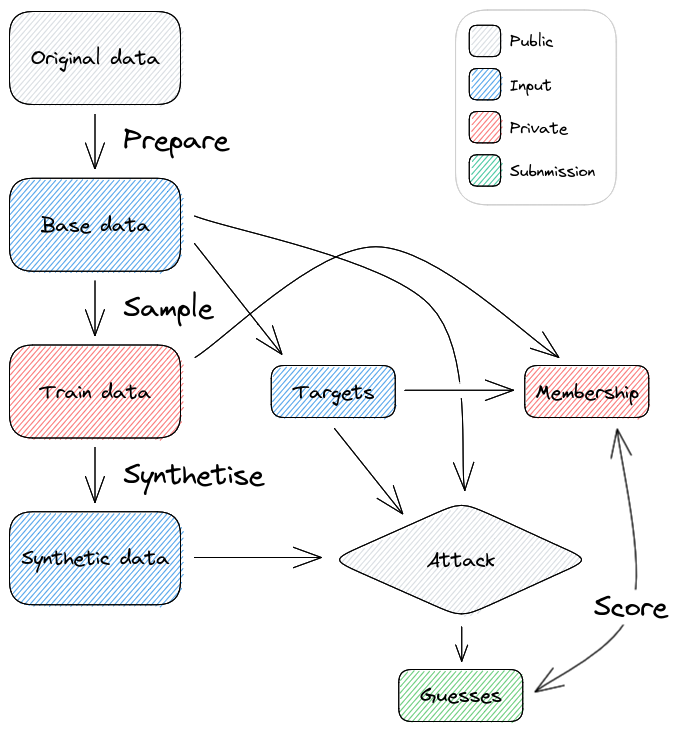 Original data
Public
Input
Private
Subnmission
Prepare
Base data
Sample
Train data
Targets
Membership
Synthetise
Synthetic data
Attack
Score
Guesses